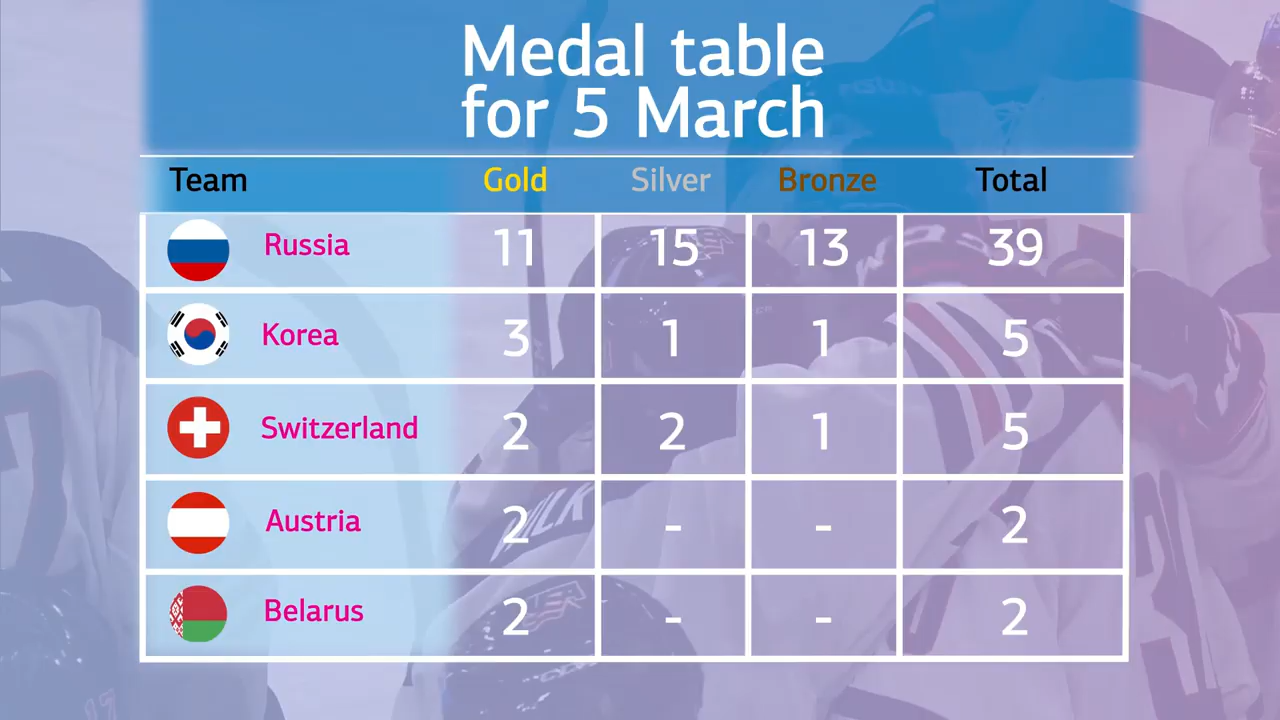 Medal table
for 5 March
Team Gold Silver Bronze Total
Russia 11 15 13 39
Korea 3 1 1 5
Switzerland 2 2 1 5
Austria 2 - - 2
Belarus 2 - - 2